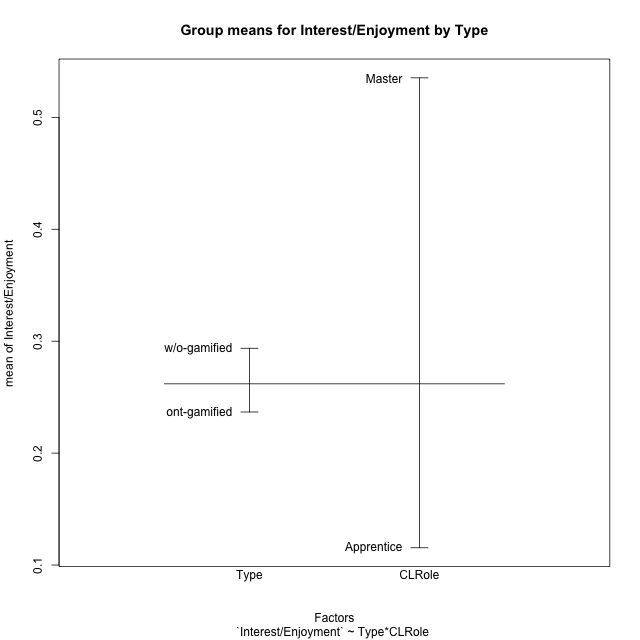 Group means for Interest/Enjoyment by Type
mean of Interest/Enjoyment
0.5
0.4
0.3
0.2
0.1
Master
w/o-gamified
ont-gamified
Apprentice
Type
CLRole
Factors
`Interest/Enjoyment` ~ Type*CLRole